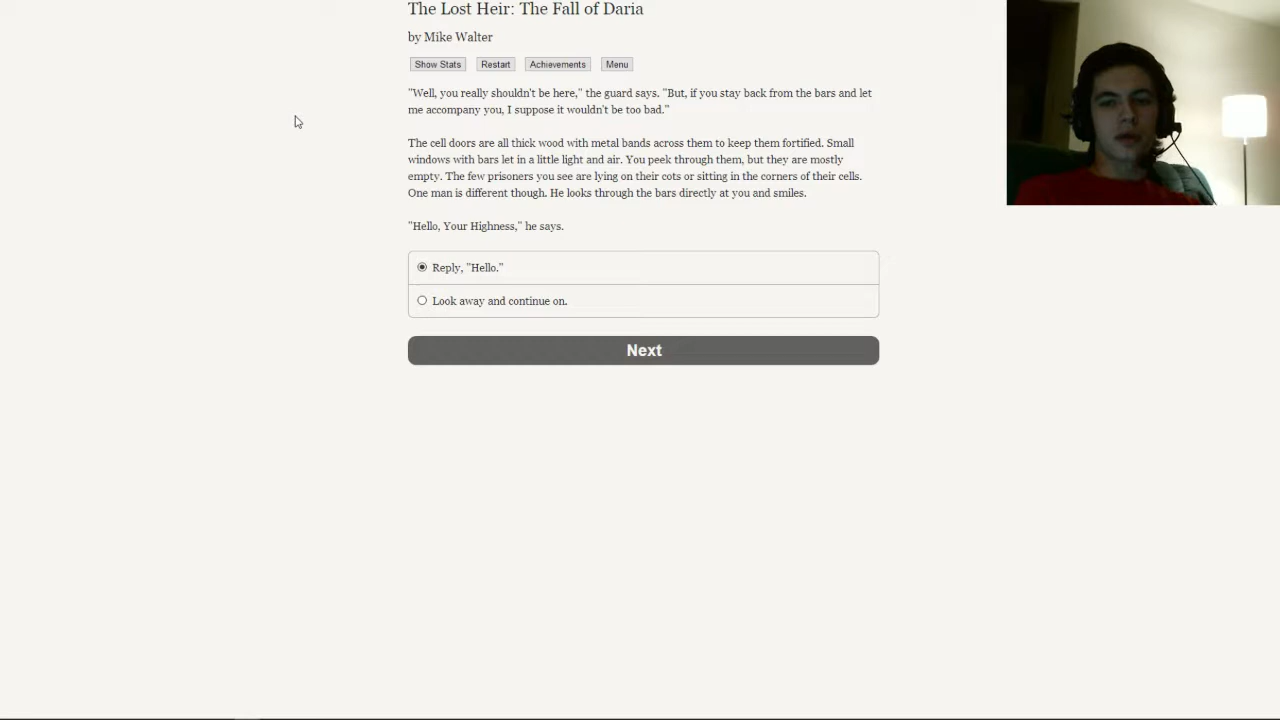 The Lost Heir: The Fall of Daria
by Mike Walter
Show Stats Restart Achievements Menu
"Well, you really shouldn't be here," the guard says. "But, if you stay back from the bars and let
me accompany you, I suppose it wouldn't be too bad."
The cell doors are all thick wood with metal bands across them to keep them fortified. Small
windows with bars let in a little light and air. You peek through them, but they are mostly
empty. The few prisoners you see are lying on their cots or sitting in the corners of their cells.
One man is different though. He looks through the bars directly at you and smiles.
"Hello, Your Highness," he says.
Reply, "Hello."
Look away and continue on.
Next